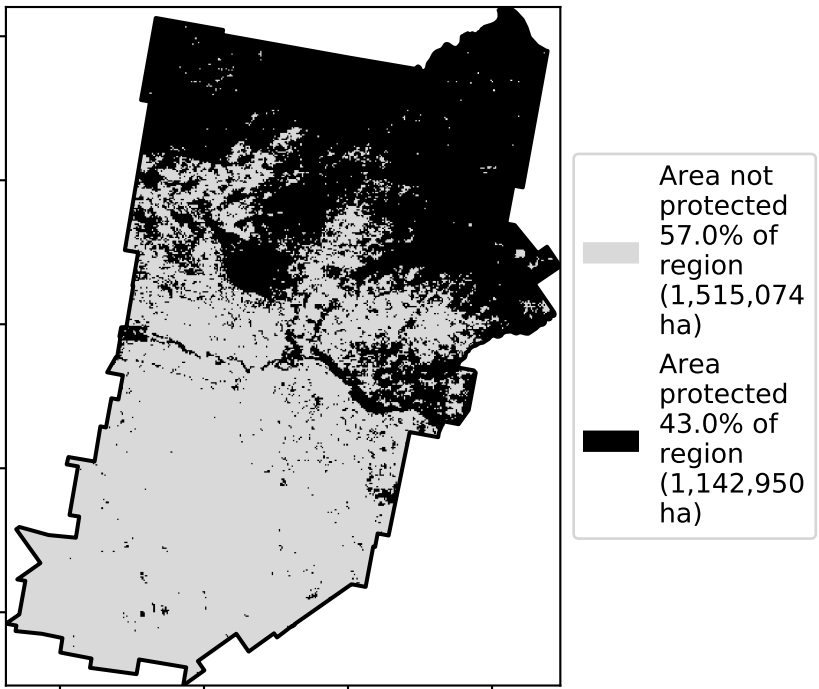 Area not
protected
57.0% of
region
(1,515,074
ha)
Area
protected
43.0% of
region
(1,142,950
ha)